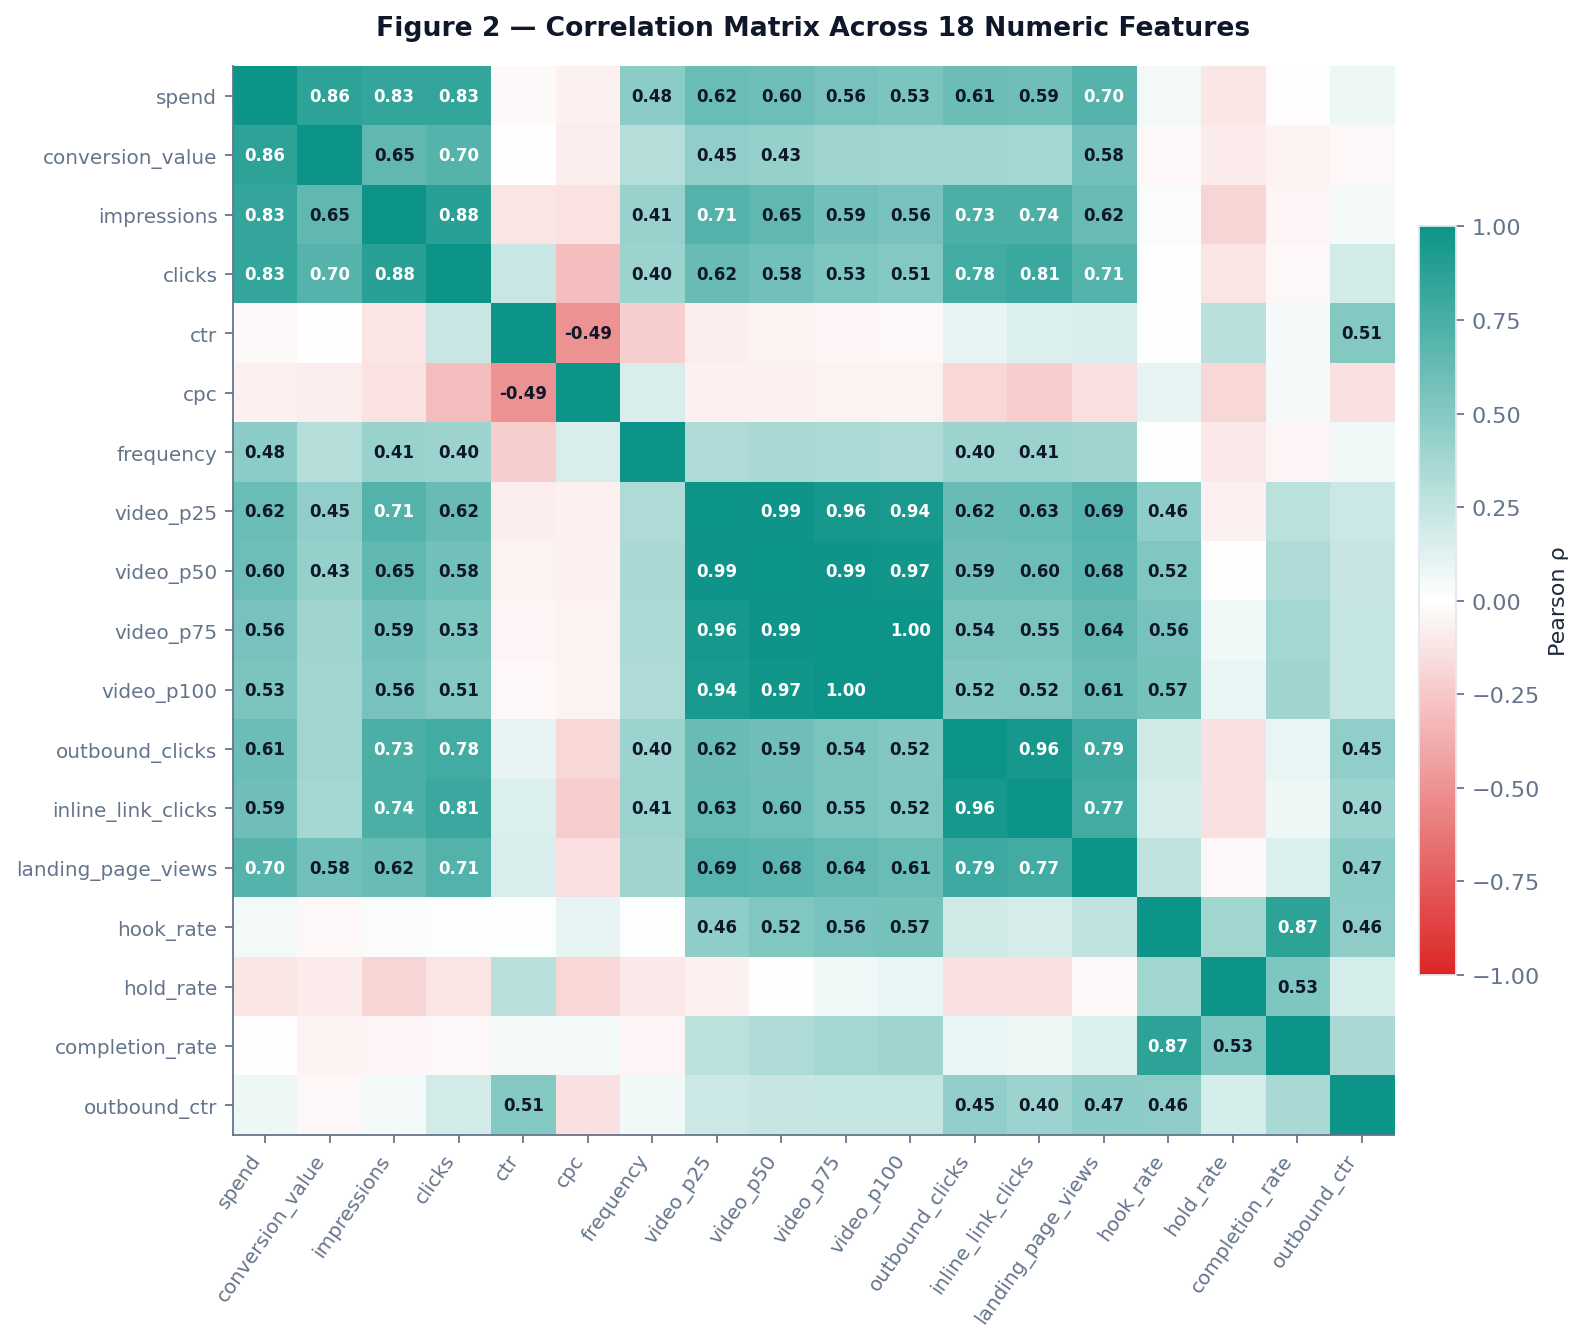 Figure 2 — Correlation Matrix Across 18 Numeric Features
spend 0.86 0.83 0.83 0.48 0.62 0.60 0.56 0.53 0.61 0.59 0.70
conversion_value 0.86 0.65 0.70 0.45 0.43 0.58
impressions 0.83 0.65 0.88 0.41 0.71 0.65 0.59 0.56 0.73 0.74 0.62
clicks 0.83 0.70 0.88 0.40 0.62 0.58 0.53 0.51 0.78 0.81 0.71
ctr -0.49 0.51
cpc -0.49
frequency 0.48 0.41 0.40 0.40 0.41
video_p25 0.62 0.45 0.71 0.62 0.99 0.96 0.94 0.62 0.63 0.69 0.46
video_p50 0.60 0.43 0.65 0.58 0.99 0.99 0.97 0.59 0.60 0.68 0.52
video_p75 0.56 0.59 0.53 0.96 0.99 1.00 0.54 0.55 0.64 0.56
video_p100 0.53 0.56 0.51 0.94 0.97 1.00 0.52 0.52 0.61 0.57
outbound_clicks 0.61 0.73 0.78 0.40 0.62 0.59 0.54 0.52 0.96 0.79 0.45
inline_link_clicks 0.59 0.74 0.81 0.41 0.63 0.60 0.55 0.52 0.96 0.77 0.40
landing_page_views 0.70 0.58 0.62 0.71 0.69 0.68 0.64 0.61 0.79 0.77 0.47
hook_rate 0.46 0.52 0.56 0.57 0.87 0.46
hold_rate 0.53
completion_rate 0.87 0.53
outbound_ctr 0.51 0.45 0.40 0.47 0.46
spend
conversion_value
impressions
clicks
ctr
cpc
frequency
video_p25
video_p50
video_p75
video_p100
outbound_clicks
inline_link_clicks
landing_page_views
hook_rate
hold_rate
completion_rate
outbound_ctr
1.00
0.75
0.50
0.25
0.00
−0.25
−0.50
−0.75
−1.00
Pearson ρ